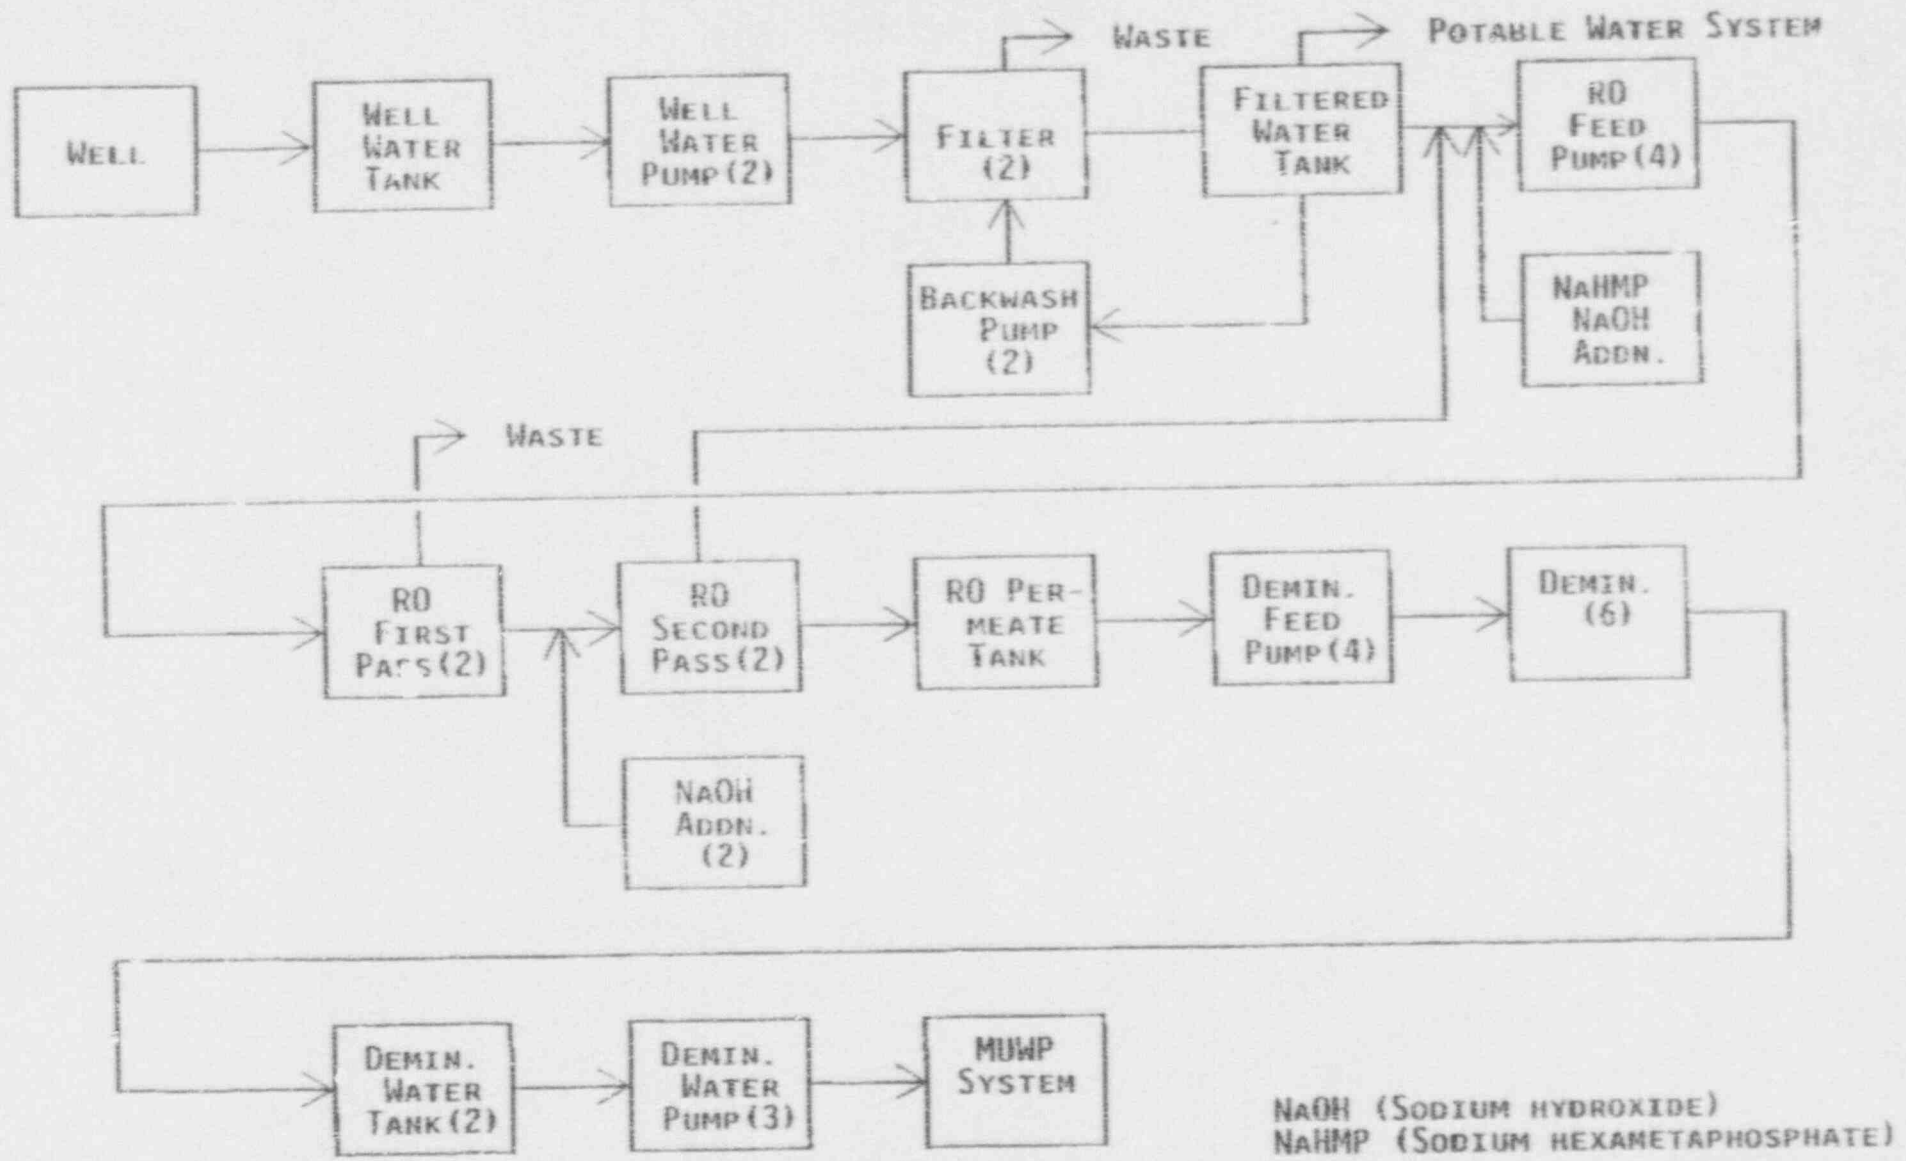 WASTE
POTABLE WATER SYSTEM
WELL
WELL
WATER
TANK
WELL
WATER
PUMP(2)
FILTER
(2)
FILTERED
WATER
TANK
RO
FEED
PUMP(4)
BACKWASH
PUMP
(2)
NAHMP
NAOH
ADDN.
WASTE
RO
FIRST
PASS(2)
RO
SECOND
PASS(2)
RO PER-
MEATE
TANK
DEMIN.
FEED
PUMP(4)
DEMIN.
(6)
NAOH
ADDN.
(2)
DEMIN.
WATER
TANK(2)
DEMIN.
WATER
PUMP(3)
MUWP
SYSTEM
NAOH (SODIUM HYDROXIDE)
NAHMP (SODIUM HEXAMETAPHOSPHATE)